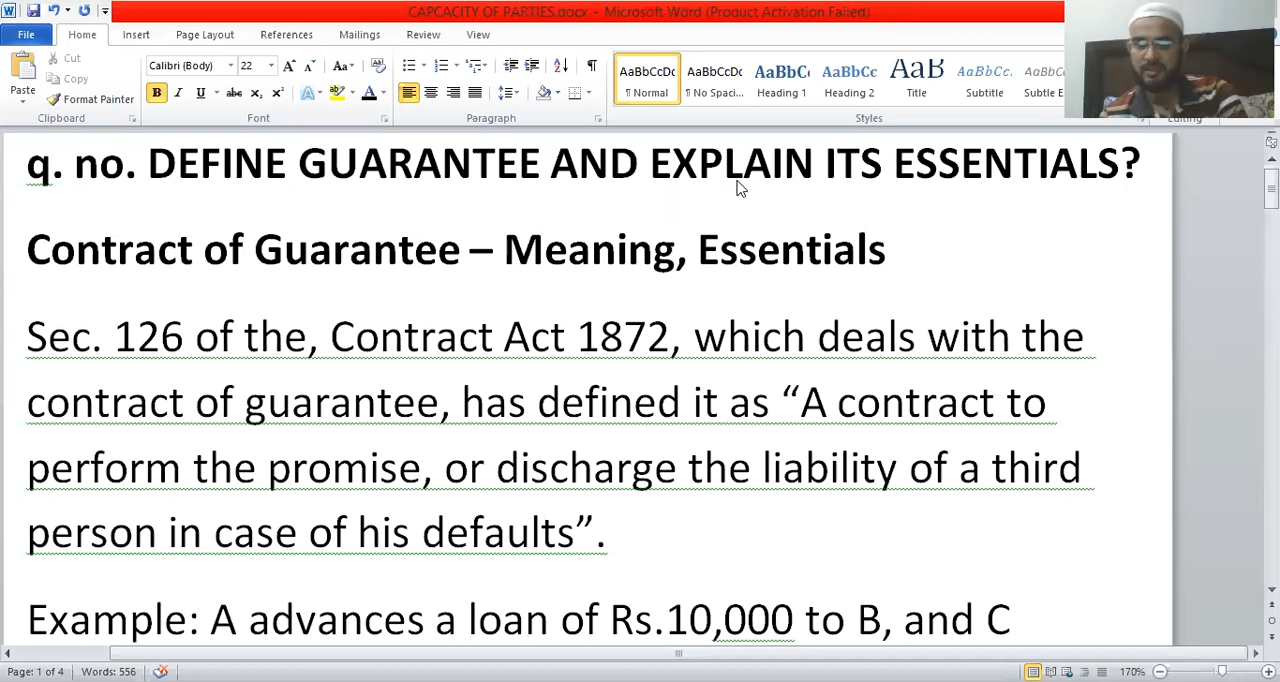 CAPCACITY OF PARTIES.docx - Microsoft Word (Product Activation Failed)
File Home Insert Page Layout References Mailings Review View
Cut
Copy
Paste
Format Painter
Calibri (Body) 22
AaBbCcDc AaBbCcDc AaBbC AaBbCc AaB AaBbCcD AaBbCc
¶ Normal ¶ No Spaci... Heading 1 Heading 2 Title Subtitle Subtle E
Clipboard Font Paragraph Styles Editing
q. no. DEFINE GUARANTEE AND EXPLAIN ITS ESSENTIALS?
Contract of Guarantee – Meaning, Essentials
Sec. 126 of the, Contract Act 1872, which deals with the
contract of guarantee, has defined it as “A contract to
perform the promise, or discharge the liability of a third
person in case of his defaults”.
Example: A advances a loan of Rs.10,000 to B, and C
Page: 1 of 4 Words: 556 170%